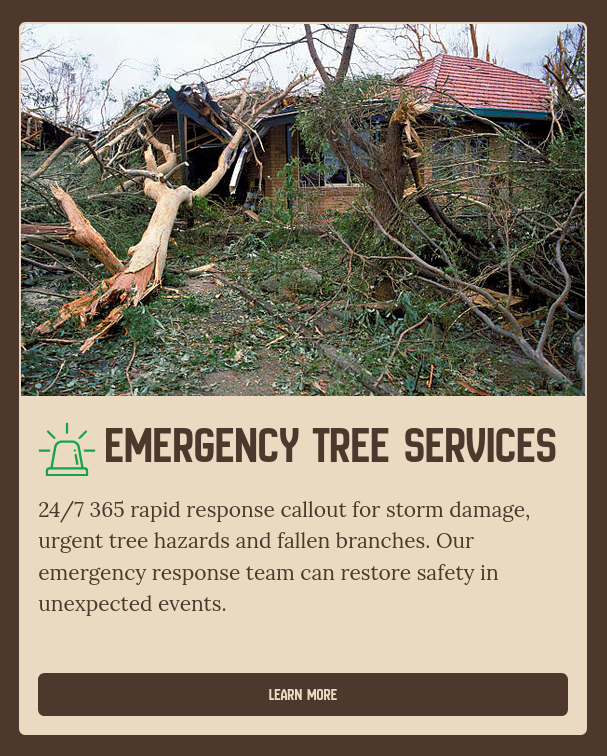 EMERGENCY TREE SERVICES
24/7 365 rapid response callout for storm damage,
urgent tree hazards and fallen branches. Our
emergency response team can restore safety in
unexpected events.
LEARN MORE